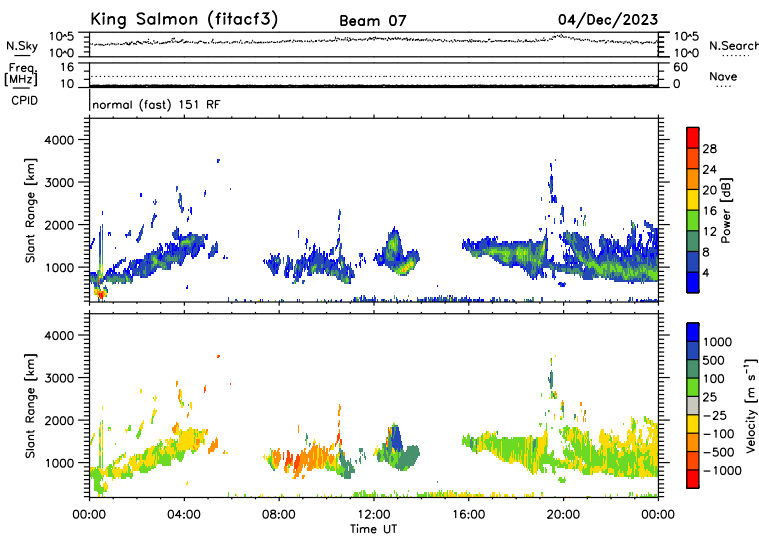 King Salmon (fitacf3) Beam 07 04/Dec/2023
N.Sky 10^5 10^0 10^5 10^0 N.Search
Freq [MHz] 16 10 60 0 Nave
CPID normal (fast) 151 RF
Slant Range [km]
4000
3000
2000
1000
28
24
20
16
12
8
4
Power [dB]
Slant Range [km]
4000
3000
2000
1000
1000
500
100
25
-25
-100
-500
-1000
Velocity [m s⁻¹]
00:00 04:00 08:00 12:00 16:00 20:00 00:00
Time UT